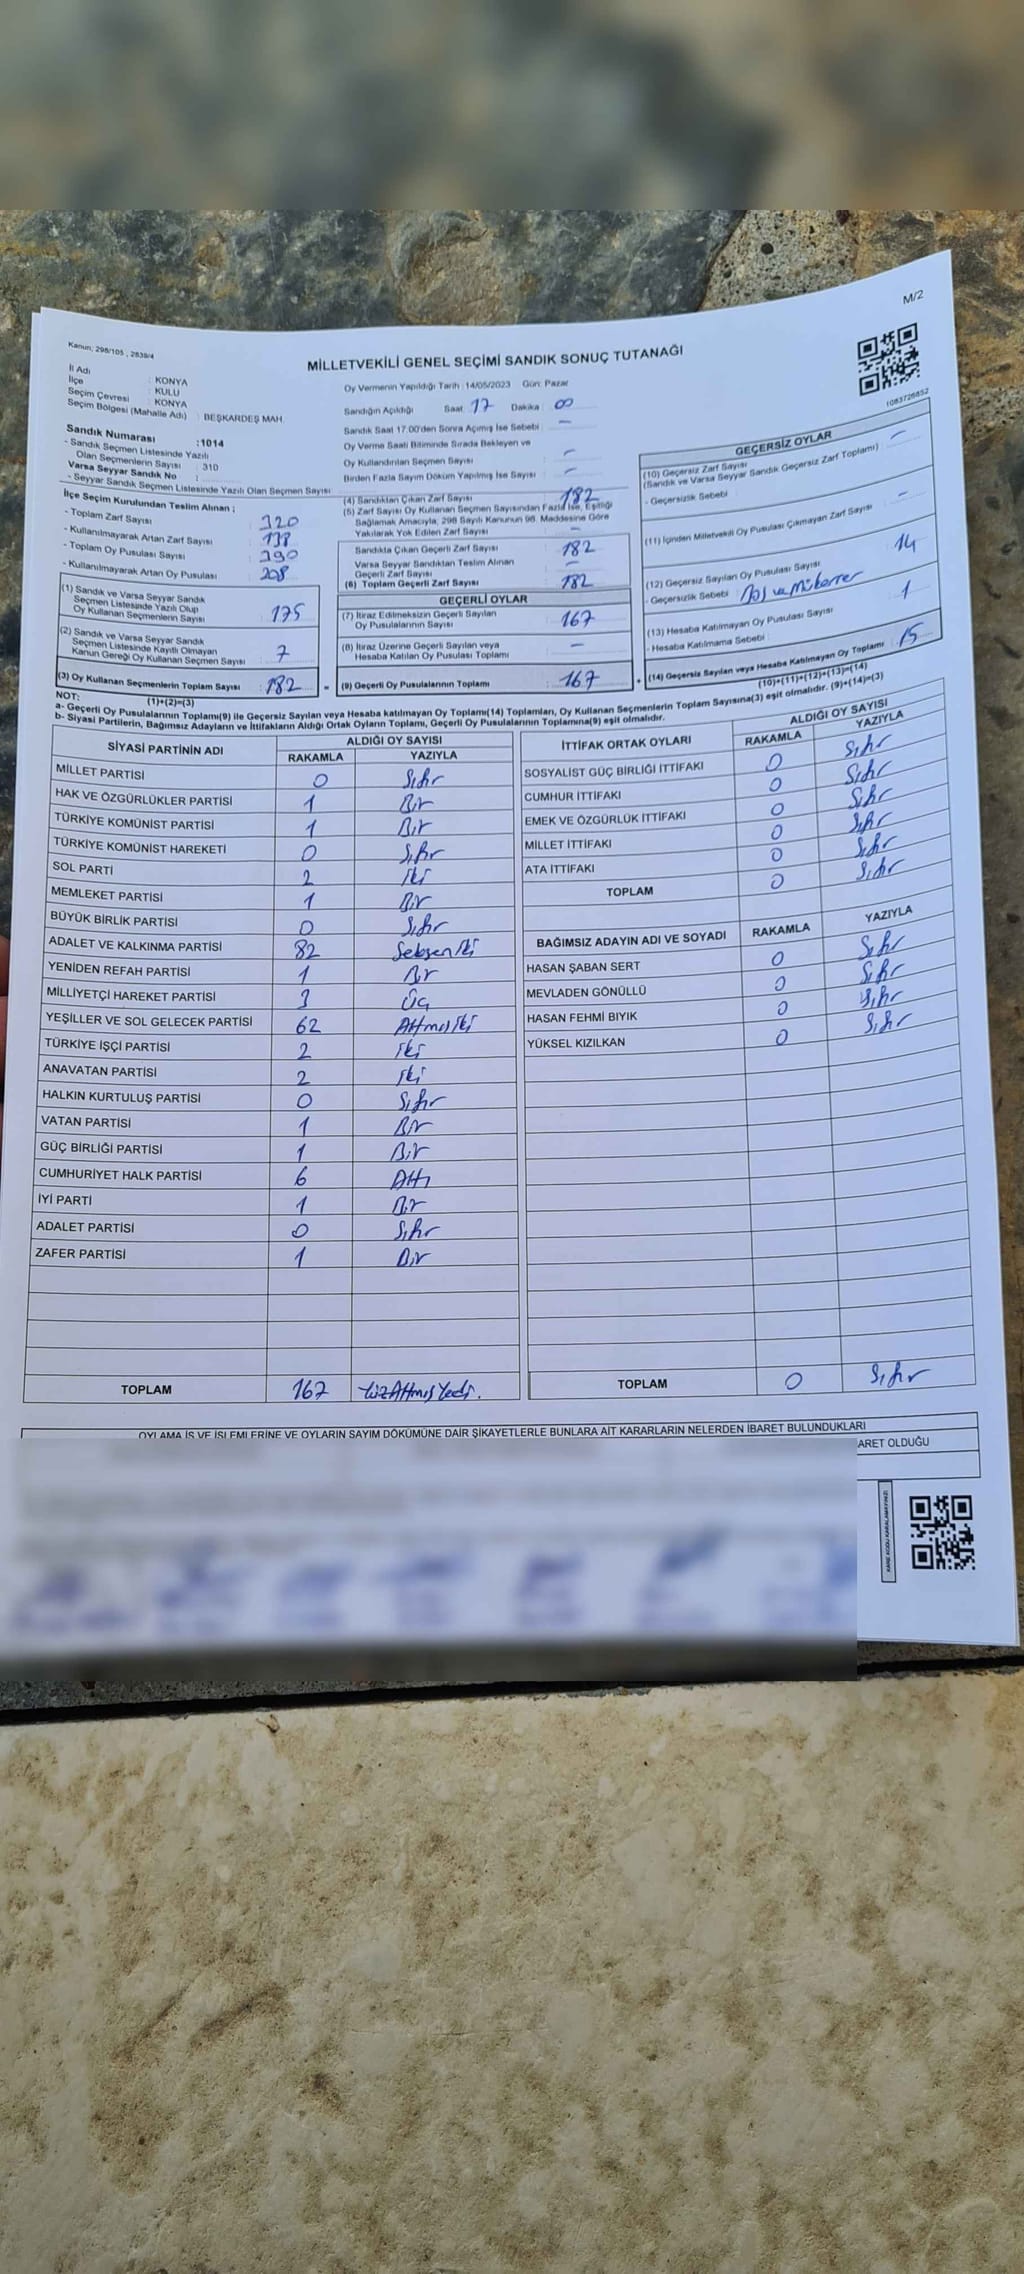 M/2
Kanun, 298/105 , 2839/4
MİLLETVEKİLİ GENEL SEÇİMİ SANDIK SONUÇ TUTANAĞI
İl Adı : KONYA
İlçe : KULU
Seçim Çevresi : KONYA
Seçim Bölgesi (Mahalle Adı) : BEŞKARDEŞ MAH.
Sandık Numarası :1014
- Sandık Seçmen Listesinde Yazılı
Olan Seçmenlerin Sayısı : 310
Varsa Seyyar Sandık No :
- Seyyar Sandık Seçmen Listesinde Yazılı Olan Seçmen Sayısı :
İlçe Seçim Kurulundan Teslim Alınan ;
- Toplam Zarf Sayısı : 320
- Kullanılmayarak Artan Zarf Sayısı : 138
- Toplam Oy Pusulası Sayısı : 390
- Kullanılmayarak Artan Oy Pusulası : 208
(1) Sandık ve Varsa Seyyar Sandık
Seçmen Listesinde Yazılı Olup
Oy Kullanan Seçmenlerin Sayısı : 175
(2) Sandık ve Varsa Seyyar Sandık
Seçmen Listesinde Kayıtlı Olmayan
Kanun Gereği Oy Kullanan Seçmen Sayısı : 7
(3) Oy Kullanan Seçmenlerin Toplam Sayısı : 182
(1)+(2)=(3)
Oy Vermenin Yapıldığı Tarih :14/05/2023 Gün: Pazar
Sandığın Açıldığı Saat 17 Dakika : 00
Sandık Saat 17.00'den Sonra Açımış İse Sebebi : –
Oy Verme Saati Bitiminde Sırada Bekleyen ve
Oy Kullandırılan Seçmen Sayısı : –
Birden Fazla Sayım Döküm Yapılmış İse Sayısı : –
(4) Sandıktan Çıkan Zarf Sayısı : 182
(5) Zarf Sayısı Oy Kullanan Seçmen Sayısından Fazla İse, Eşitliği
Sağlamak Amacıyla, 298 Sayılı Kanunun 98. Maddesine Göre
Yakılarak Yok Edilen Zarf Sayısı : –
Sandıkta Çıkan Geçerli Zarf Sayısı : 182
Varsa Seyyar Sandıktan Teslim Alınan
Geçerli Zarf Sayısı : –
(6) Toplam Geçerli Zarf Sayısı : 182
GEÇERLİ OYLAR
(7) İtiraz Edilmeksizin Geçerli Sayılan
Oy Pusulalarının Sayısı : 167
(8) İtiraz Üzerine Geçerli Sayılan veya
Hesaba Katılan Oy Pusulası Toplamı : –
= (9) Geçerli Oy Pusulalarının Toplamı : 167
1083726852
GEÇERSİZ OYLAR
(10) Geçersiz Zarf Sayısı : –
(Sandık ve Varsa Seyyar Sandık Geçersiz Zarf Toplamı)
- Geçersizlik Sebebi :
(11) İçinden Milletvekili Oy Pusulası Çıkmayan Zarf Sayısı : –
(12) Geçersiz Sayılan Oy Pusulası Sayısı : 14
- Geçersizlik Sebebi : Boş ve Mükerrer
(13) Hesaba Katılmayan Oy Pusulası Sayısı : 1
- Hesaba Katılmama Sebebi :
+ (14) Geçersiz Sayılan veya Hesaba Katılmayan Oy Toplamı : 15
(10)+(11)+(12)+(13)=(14)
NOT:
a- Geçerli Oy Pusulalarının Toplamı(9) ile Geçersiz Sayılan veya Hesaba Katılmayan Oy Toplamı(14) Toplamları, Oy Kullanan Seçmenlerin Toplam Sayısına(3) eşit olmalıdır. (9)+(14)=(3)
b- Siyasi Partilerin, Bağımsız Adayların ve İttifakların Aldığı Ortak Oyların Toplamı, Geçerli Oy Pusulalarının Toplamına(9) eşit olmalıdır.
SİYASİ PARTİNİN ADI ALDIĞI OY SAYISI
RAKAMLA YAZIYLA
MİLLET PARTİSİ 0 Sıfır
HAK VE ÖZGÜRLÜKLER PARTİSİ 1 Bir
TÜRKİYE KOMÜNİST PARTİSİ 1 Bir
TÜRKİYE KOMÜNİST HAREKETİ 0 Sıfır
SOL PARTİ 2 iki
MEMLEKET PARTİSİ 1 Bir
BÜYÜK BİRLİK PARTİSİ 0 Sıfır
ADALET VE KALKINMA PARTİSİ 82 Seksen iki
YENİDEN REFAH PARTİSİ 1 Bir
MİLLİYETÇİ HAREKET PARTİSİ 3 Üç
YEŞİLLER VE SOL GELECEK PARTİSİ 62 Altmış iki
TÜRKİYE İŞÇİ PARTİSİ 2 iki
ANAVATAN PARTİSİ 2 iki
HALKIN KURTULUŞ PARTİSİ 0 Sıfır
VATAN PARTİSİ 1 Bir
GÜÇ BİRLİĞİ PARTİSİ 1 Bir
CUMHURİYET HALK PARTİSİ 6 Altı
İYİ PARTİ 1 Bir
ADALET PARTİSİ 0 Sıfır
ZAFER PARTİSİ 1 Bir
TOPLAM 167 Yüz Altmış Yedi.
İTTİFAK ORTAK OYLARI ALDIĞI OY SAYISI
RAKAMLA YAZIYLA
SOSYALİST GÜÇ BİRLİĞİ İTTİFAKI 0 Sıfır
CUMHUR İTTİFAKI 0 Sıfır
EMEK VE ÖZGÜRLÜK İTTİFAKI 0 Sıfır
MİLLET İTTİFAKI 0 Sıfır
ATA İTTİFAKI 0 Sıfır
TOPLAM 0 Sıfır
BAĞIMSIZ ADAYIN ADI VE SOYADI RAKAMLA YAZIYLA
HASAN ŞABAN SERT 0 Sıfır
MEVLADEN GÖNÜLLÜ 0 Sıfır
HASAN FEHMİ BIYIK 0 Sıfır
YÜKSEL KIZILKAN 0 Sıfır
TOPLAM 0 Sıfır
OYLAMA İŞ VE İŞLEMLERİNE VE OYLARIN SAYIM DÖKÜMÜNE DAİR ŞİKAYETLERLE BUNLARA AİT KARARLARIN NELERDEN İBARET BULUNDUKLARI
ARET OLDUĞU